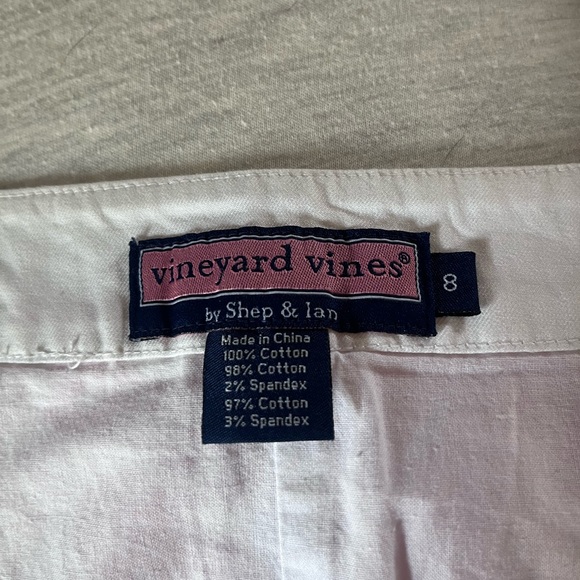 vineyard vines®
by Shep & Ian
8
Made in China
100% Cotton
98% Cotton
2% Spandex
97% Cotton
3% Spandex